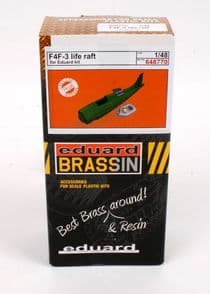 F4F-3 life raft
for Eduard kit
1/48
648770
eduard
BRASSIN
ACCESSORIES
FOR SCALE PLASTIC KITS
Best Brass around!
& Resin
eduard